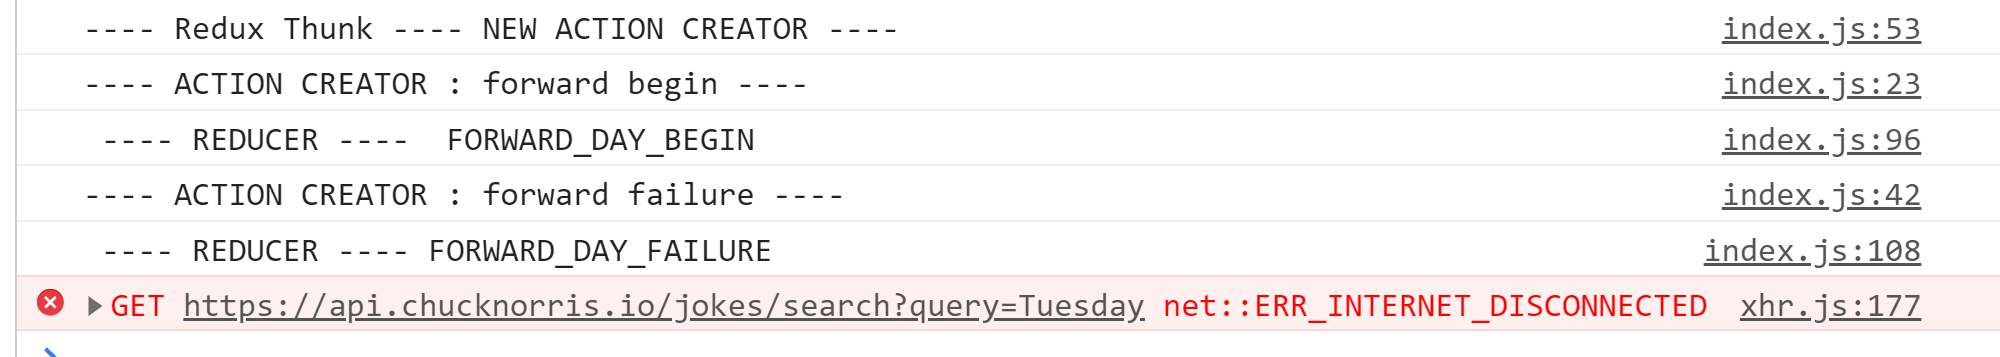 ---- Redux Thunk ---- NEW ACTION CREATOR ---- index.js:53
---- ACTION CREATOR : forward begin ---- index.js:23
---- REDUCER ----  FORWARD_DAY_BEGIN index.js:96
---- ACTION CREATOR : forward failure ---- index.js:42
---- REDUCER ---- FORWARD_DAY_FAILURE index.js:108
GET https://api.chucknorris.io/jokes/search?query=Tuesday net::ERR_INTERNET_DISCONNECTED xhr.js:177